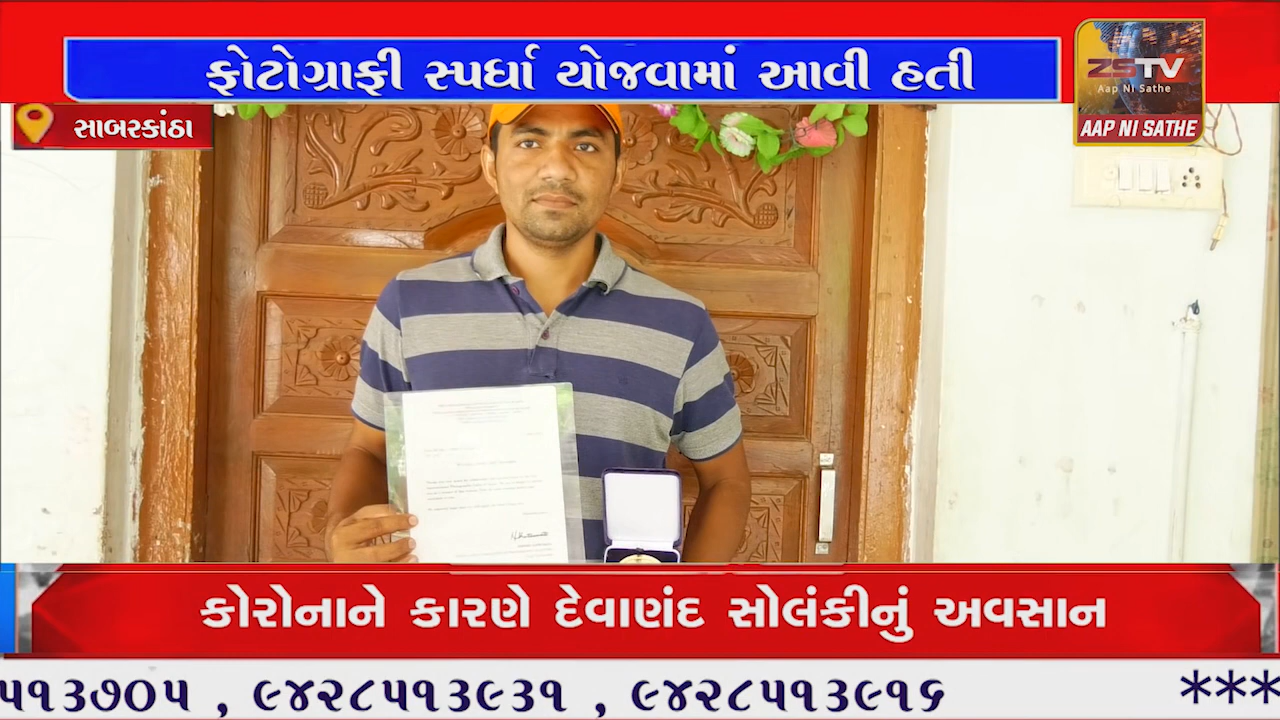 ફોટોગ્રાફી સ્પર્ધા યોજવામાં આવી હતી
ZSTV
Aap Ni Sathe
AAP NI SATHE
સાબરકાંઠા
કોરોનાને કારણે દેવાણંદ સોલંકીનું અવસાન
૫૧૩૭૦૫ , ૯૪૨૮૫૧૩૯૩૧ , ૯૪૨૮૫૧૩૯૧૬ ***